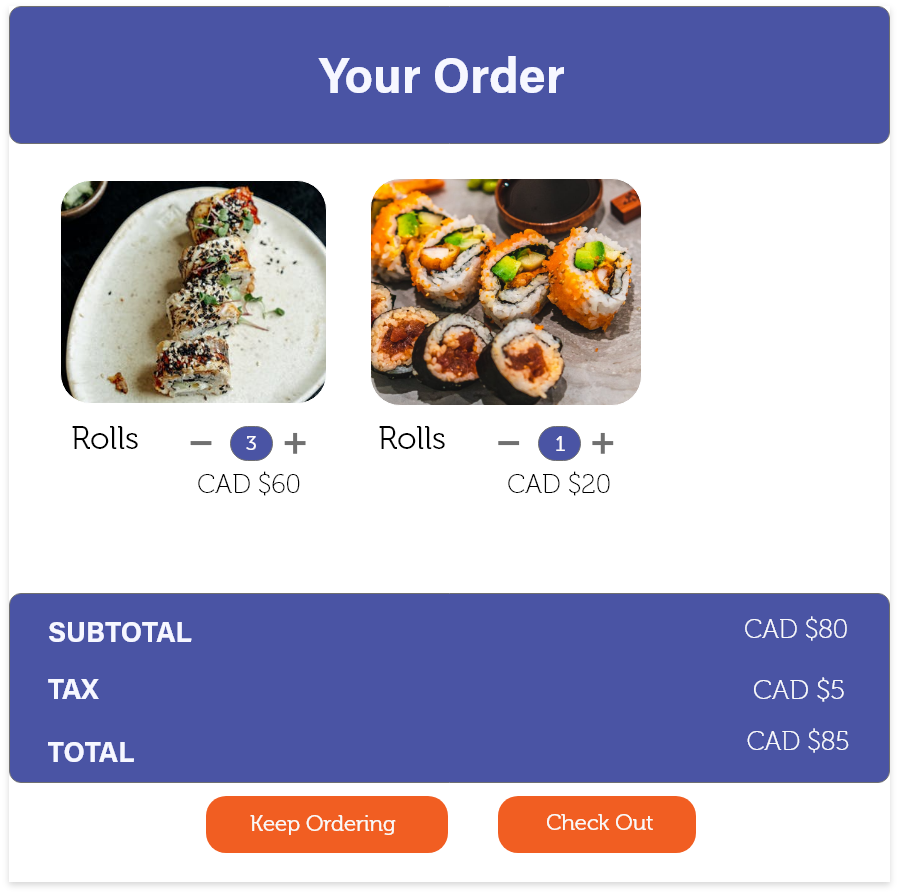 Your Order
Rolls − 3 +
CAD $60
Rolls − 1 +
CAD $20
SUBTOTAL CAD $80
TAX CAD $5
TOTAL CAD $85
Keep Ordering
Check Out